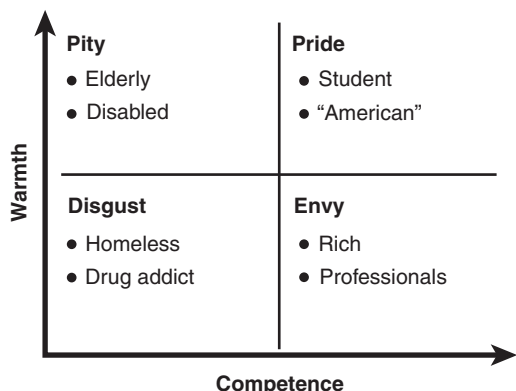 Warmth
Pity
● Elderly
● Disabled
Pride
● Student
● “American”
Disgust
● Homeless
● Drug addict
Envy
● Rich
● Professionals
Competence